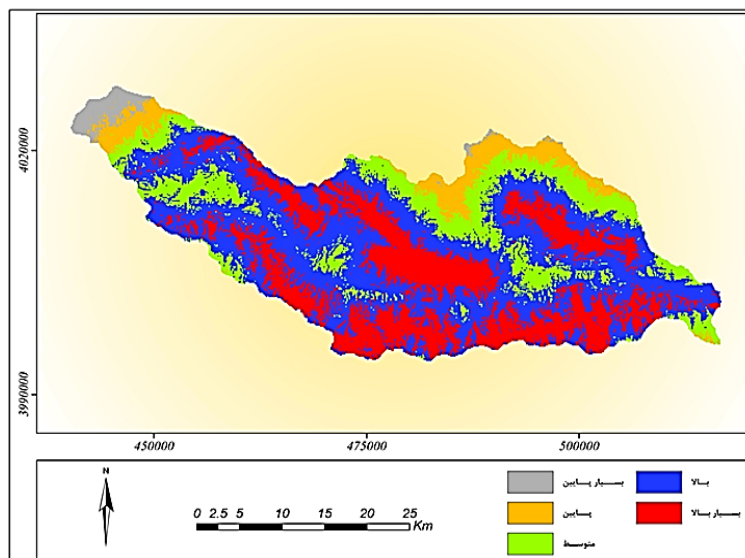 4020000
3990000
450000
475000
500000
N
0 2.5 5 10 15 20 25
Km
بسیار پایین
پایین
متوسط
بالا
بسیار بالا